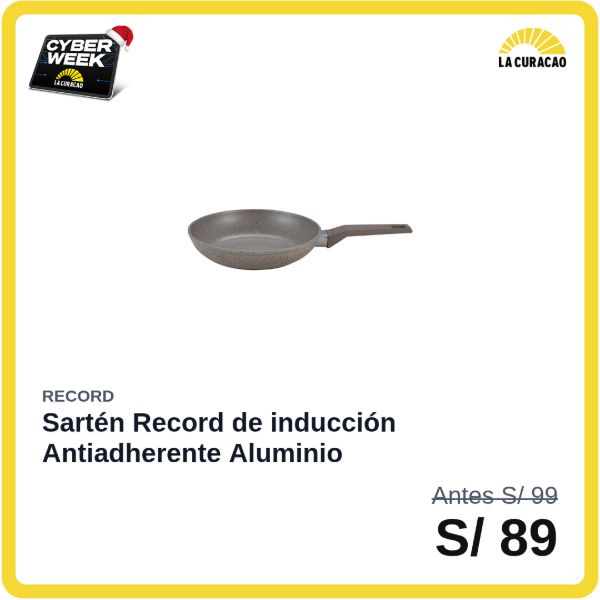 CYBER
WEEK
LA CURACAO
LA CURACAO
RECORD
Sartén Record de inducción
Antiadherente Aluminio
Antes S/ 99
S/ 89